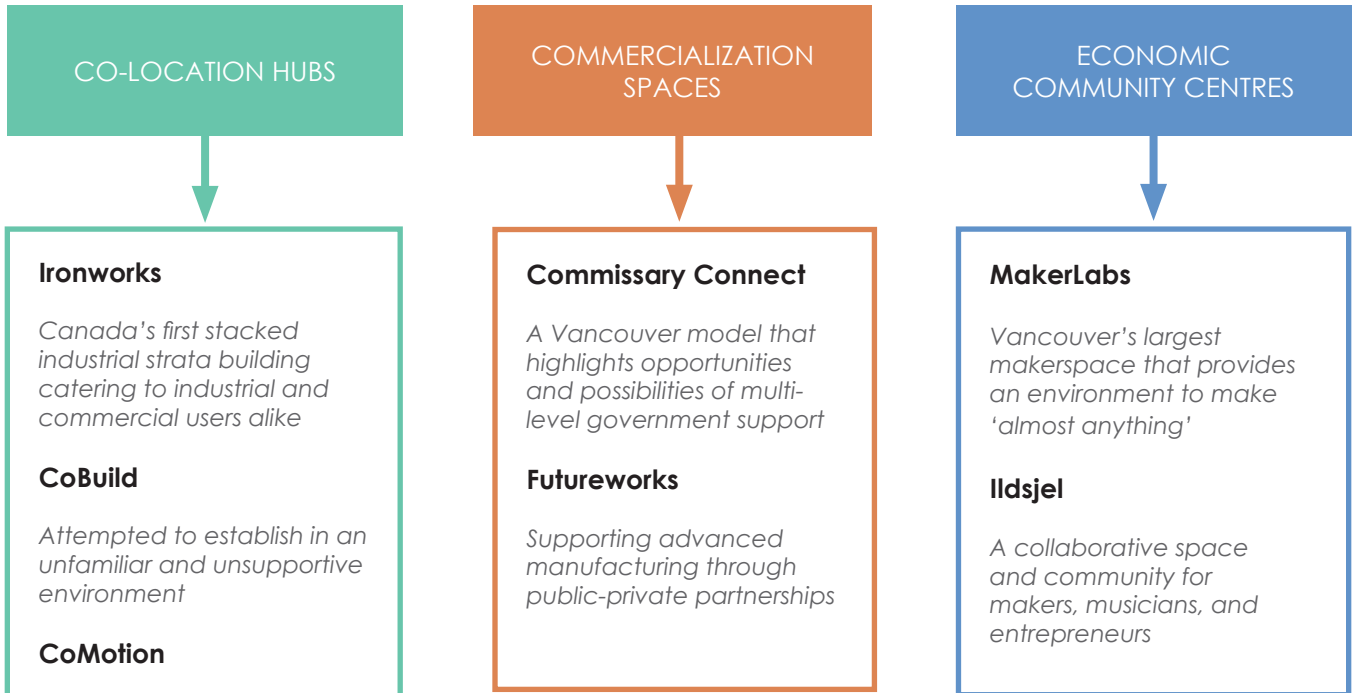 CO-LOCATION HUBS
Ironworks
Canada's first stacked
industrial strata building
catering to industrial and
commercial users alike
CoBuild
Attempted to establish in an
unfamiliar and unsupportive
environment
CoMotion
COMMERCIALIZATION
SPACES
Commissary Connect
A Vancouver model that
highlights opportunities
and possibilities of multi-
level government support
Futureworks
Supporting advanced
manufacturing through
public-private partnerships
ECONOMIC
COMMUNITY CENTRES
MakerLabs
Vancouver's largest
makerspace that provides
an environment to make
‘almost anything’
Ildsjel
A collaborative space
and community for
makers, musicians, and
entrepreneurs